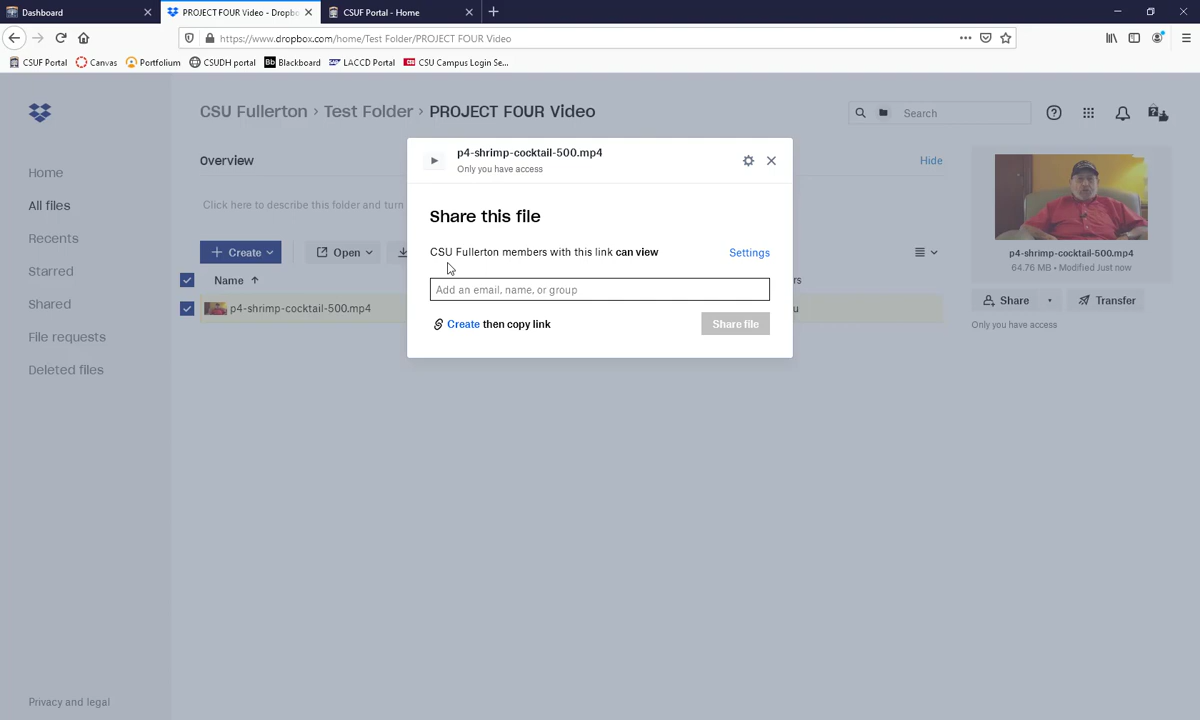 Dashboard
PROJECT FOUR Video - Dropbo
CSUF Portal - Home
https://www.dropbox.com/home/Test Folder/PROJECT FOUR Video
CSUF Portal
Canvas
Portfolium
CSUDH portal
Bb Blackboard
LACCD Portal
CSU Campus Login Se...
CSU Fullerton › Test Folder › PROJECT FOUR Video
Search
Home
All files
Recents
Starred
Shared
File requests
Deleted files
Privacy and legal
Overview
Hide
Click here to describe this folder and turn
Create
Open
Name
p4-shrimp-cocktail-500.mp4
p4-shrimp-cocktail-500.mp4
Only you have access
Share this file
CSU Fullerton members with this link can view
Settings
Add an email, name, or group
Create then copy link
Share file
p4-shrimp-cocktail-500.mp4
64.76 MB • Modified Just now
Share
Transfer
Only you have access